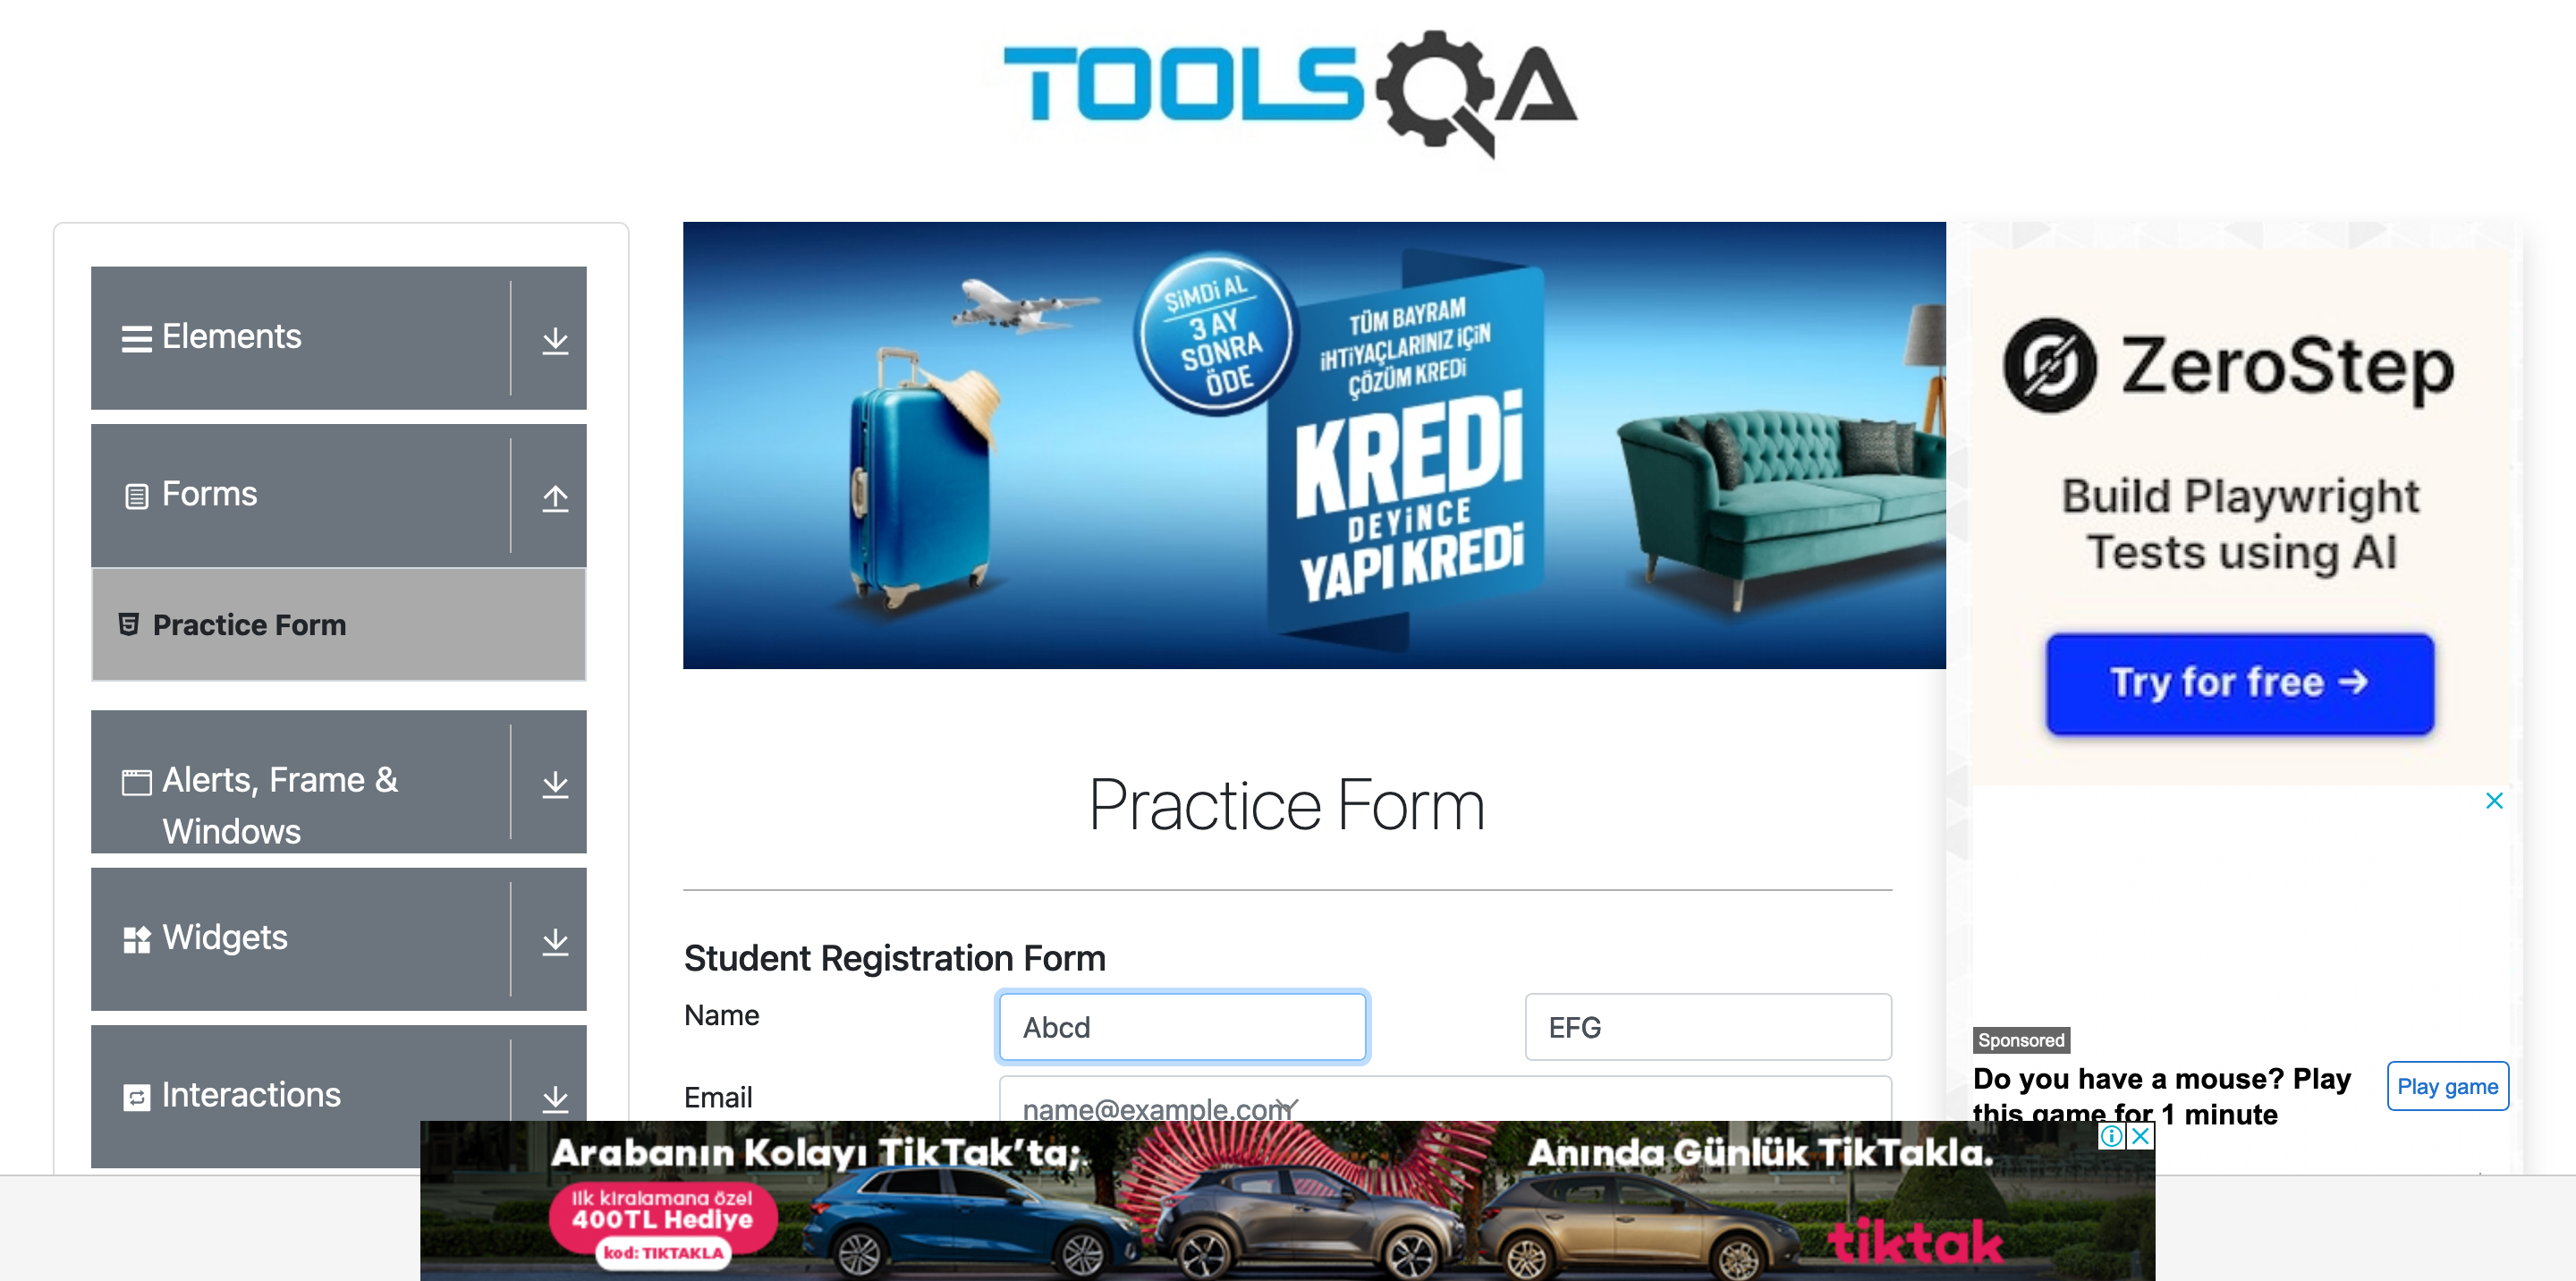 TOOLSQA
Elements
Forms
Practice Form
Alerts, Frame &
Windows
Widgets
Interactions
ŞİMDİ AL
3 AY
SONRA
ÖDE
TÜM BAYRAM
İHTİYAÇLARINIZ İÇİN
ÇÖZÜM KREDİ
KREDİ
DEYİNCE
YAPI KREDİ
Practice Form
Student Registration Form
Name
Abcd
EFG
Email
name@example.com
ZeroStep
Build Playwright
Tests using AI
Try for free →
Sponsored
Do you have a mouse? Play
this game for 1 minute
Play game
Arabanın Kolayı TikTak'ta;
Anında Günlük TikTakla.
Ilk kiralamana özel
400TL Hediye
kod: TIKTAKLA
tiktak